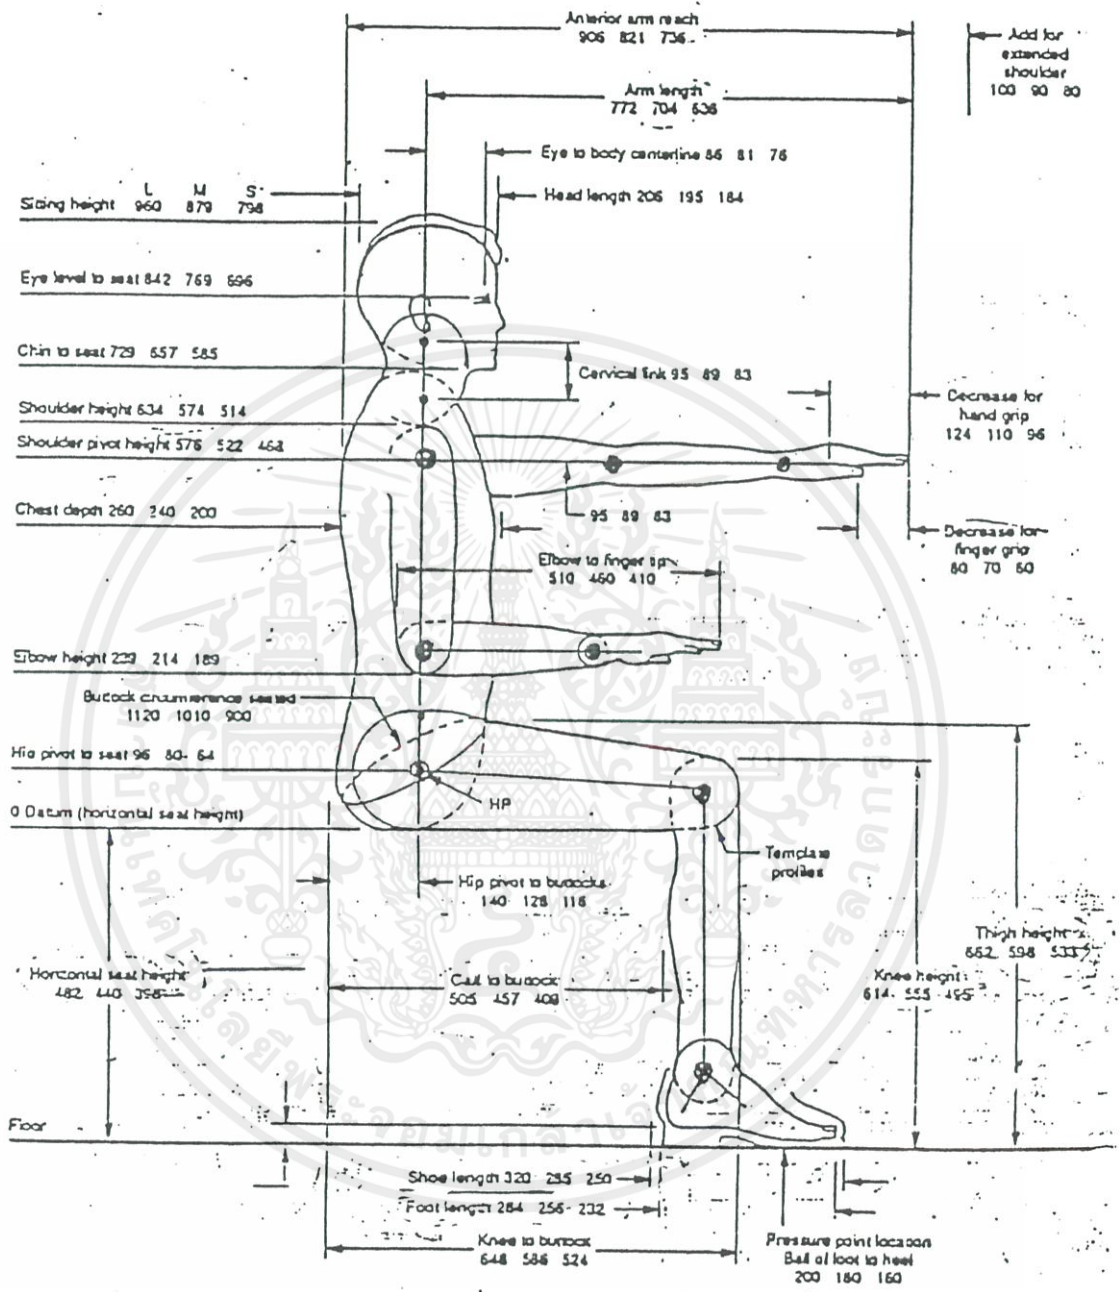 Anterior arm reach
906 821 736
Add for
extended
shoulder
100 90 80
Arm length
772 704 636
Eye to body centerline 86 81 76
L M S
Sitting height 960 879 798
Head length 206 195 184
Eye level to seat 842 769 696
Chin to seat 729 657 585
Cervical link 95 89 83
Shoulder height 634 574 514
Decrease for
hand grip
124 110 96
Shoulder pivot height 576 522 468
Chest depth 260 240 200
95 89 83
Decrease for
finger grip
80 70 60
Elbow to finger tip
510 460 410
Elbow height 239 214 189
Buttock circumference seated
1120 1010 900
Hip pivot to seat 96 80 64
HP
0 Datum (horizontal seat height)
Template
profiles
Hip pivot to buttocks
140 128 116
Thigh height
662 598 533
Horizontal seat height
482 440 398
Calf to buttock
505 457 409
Knee height
614 555 495
Floor
Shoe length 320 285 250
Foot length 284 256 232
Knee to buttock
648 586 524
Pressure point location
Ball of foot to heel
200 180 160